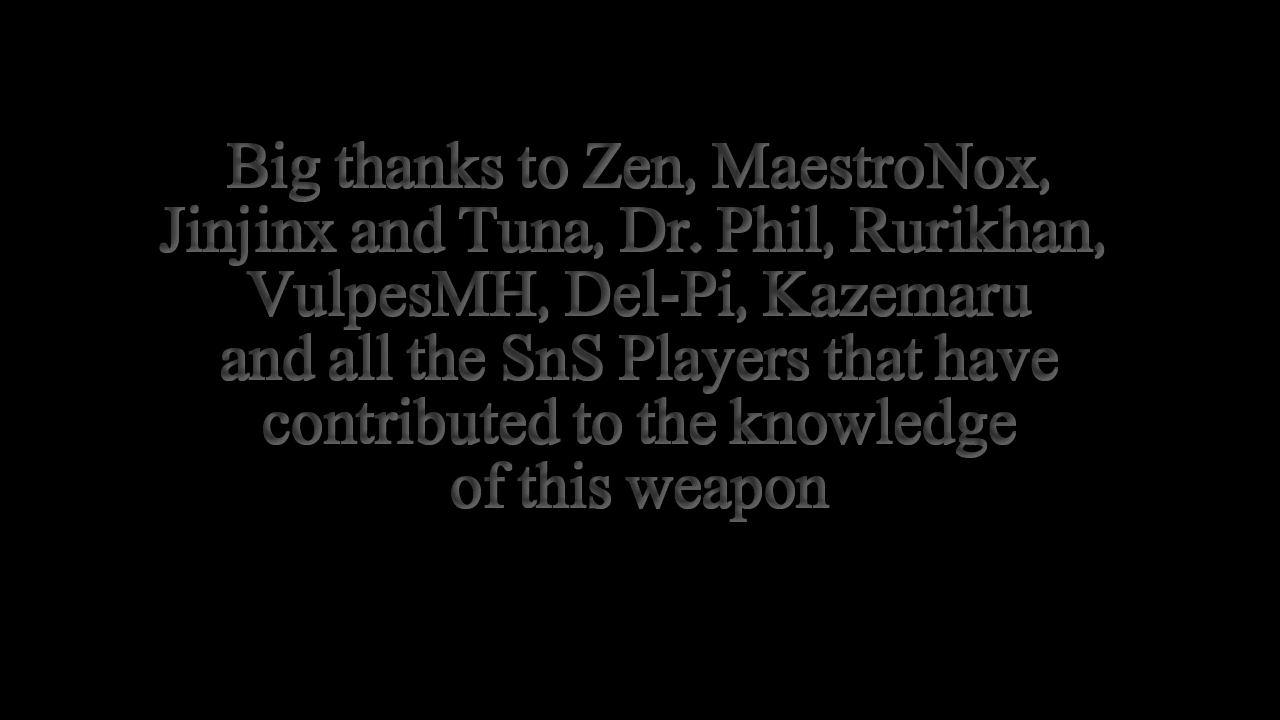 Big thanks to Zen, MaestroNox,
Jinjinx and Tuna, Dr. Phil, Rurikhan,
VulpesMH, Del-Pi, Kazemaru
and all the SnS Players that have
contributed to the knowledge
of this weapon